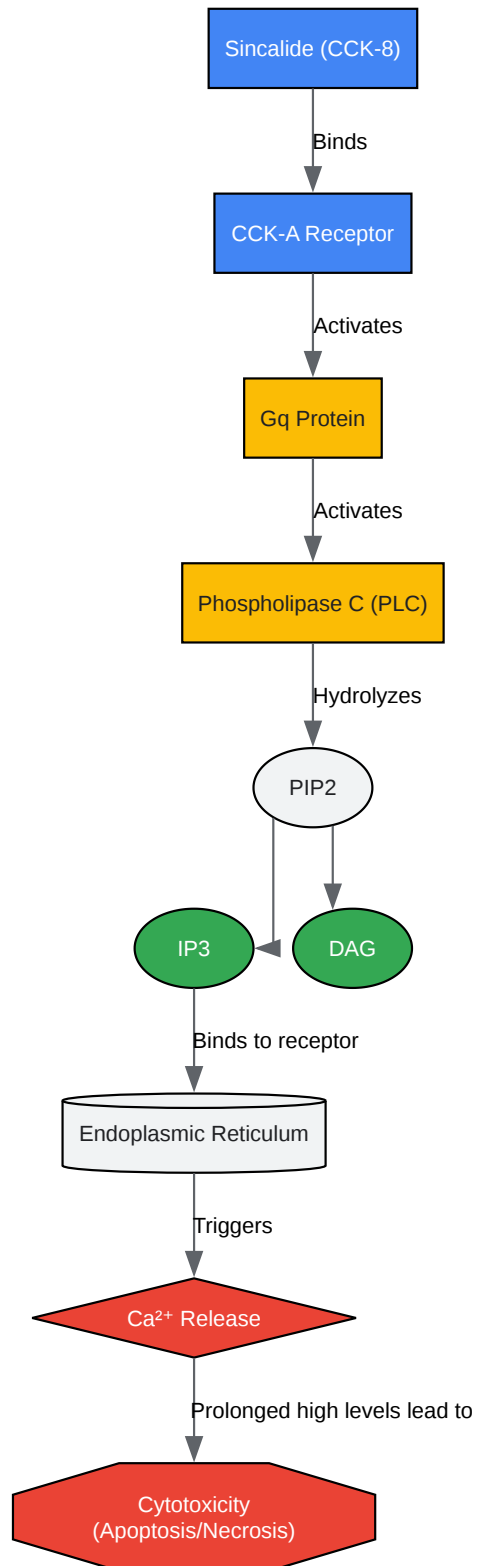 Sincalide (CCK-8)
Binds
CCK-A Receptor
Activates
Gq Protein
Activates
Phospholipase C (PLC)
Hydrolyzes
PIP2
IP3
DAG
Binds to receptor
Endoplasmic Reticulum
Triggers
Ca²⁺ Release
Prolonged high levels lead to
Cytotoxicity
(Apoptosis/Necrosis)